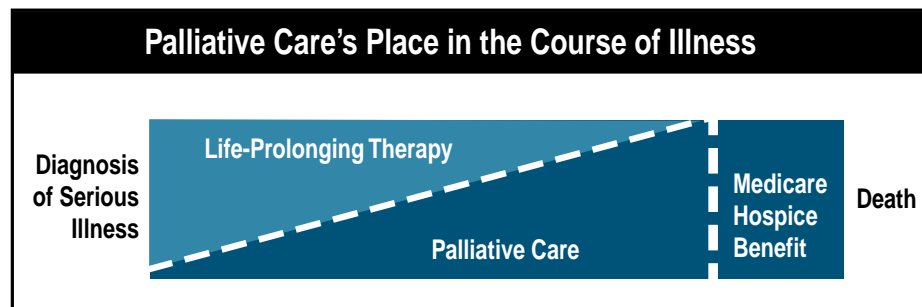 Palliative Care’s Place in the Course of Illness
Diagnosis
of Serious
Illness
Life-Prolonging Therapy
Palliative Care
Medicare
Hospice
Benefit
Death